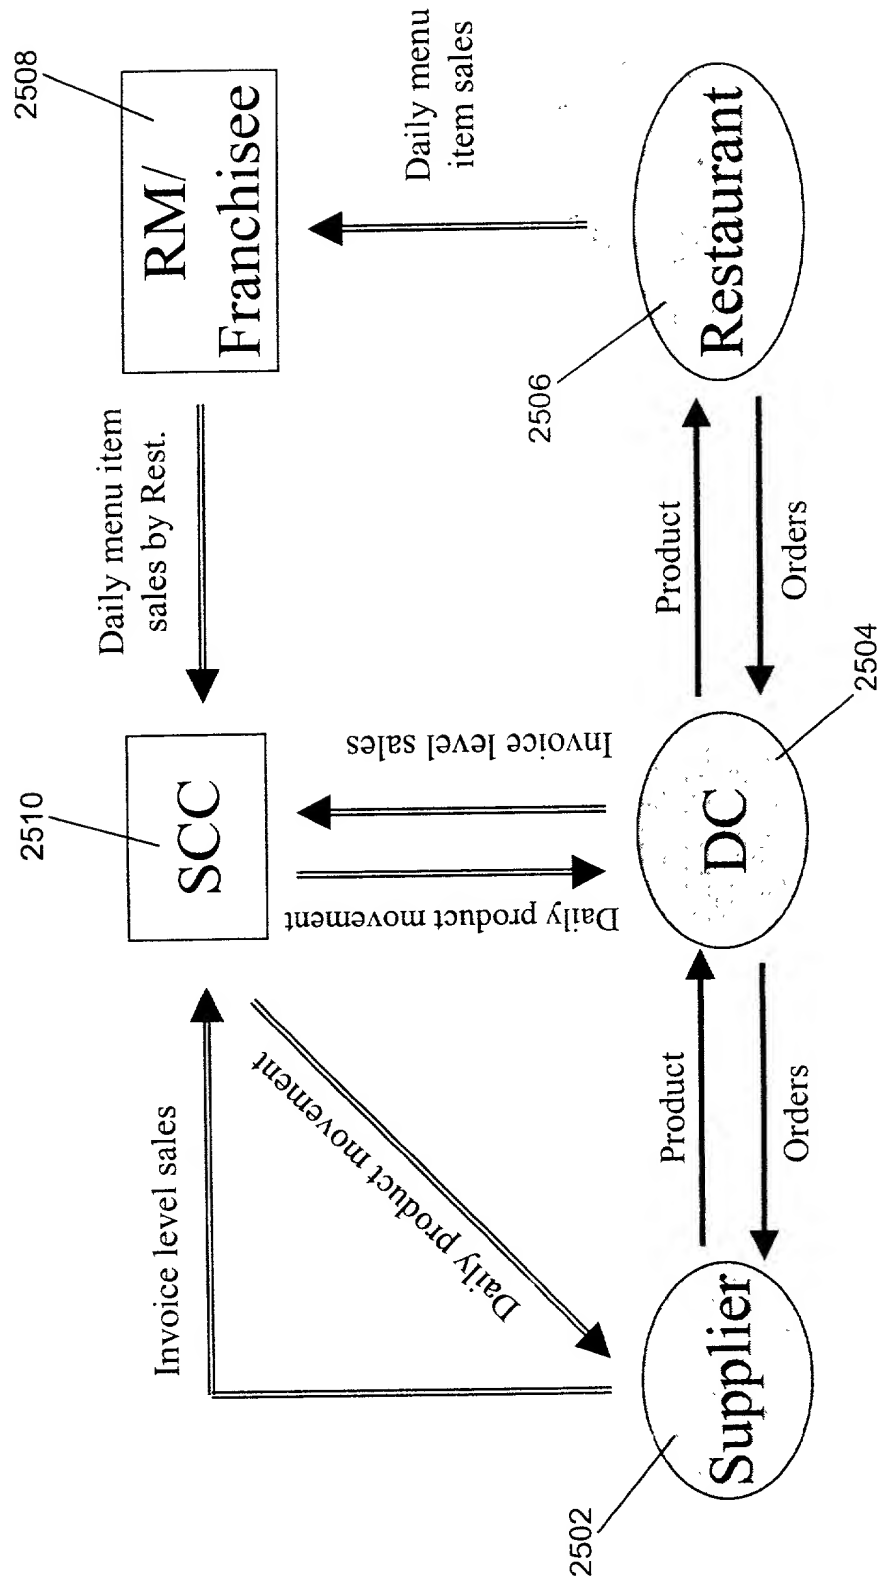 2510
2508
SCC
RM/
Franchisee
Invoice level sales
Daily menu item
sales by Rest.
Daily menu
item sales
Daily product movement
Daily product movement
Invoice level sales
2502
Supplier
Product
Orders
DC
2504
Product
Orders
2506
Restaurant